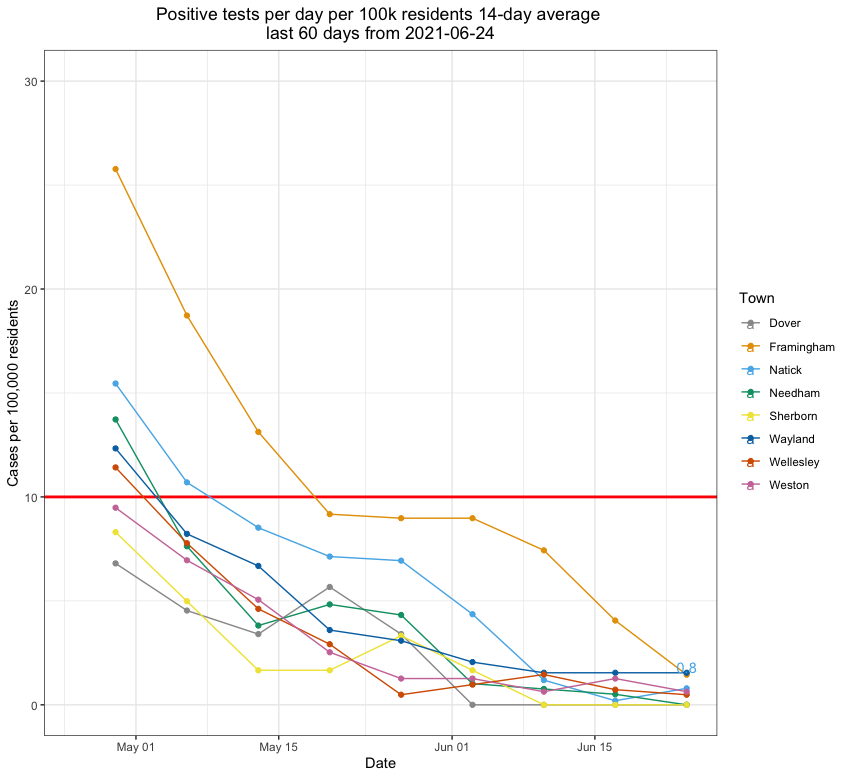 Positive tests per day per 100k residents 14-day average
last 60 days from 2021-06-24
Cases per 100,000 residents
30
20
10
0
0.8
May 01
May 15
Jun 01
Jun 15
Date
Town
a Dover
a Framingham
a Natick
a Needham
a Sherborn
a Wayland
a Wellesley
a Weston